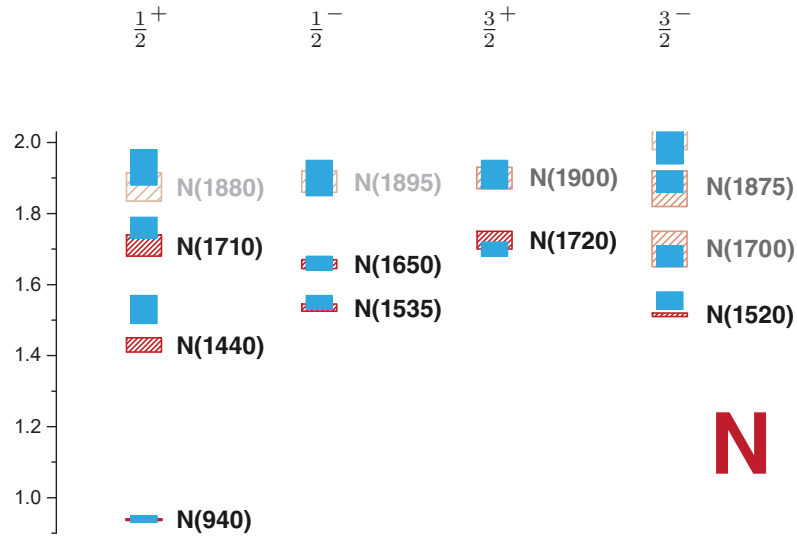 1/2+ 1/2− 3/2+ 3/2−
2.0
N(1880) N(1895) N(1900) N(1875)
1.8
N(1710) N(1650) N(1720) N(1700)
1.6
N(1535) N(1520)
1.4
N(1440)
1.2
N
1.0
N(940)